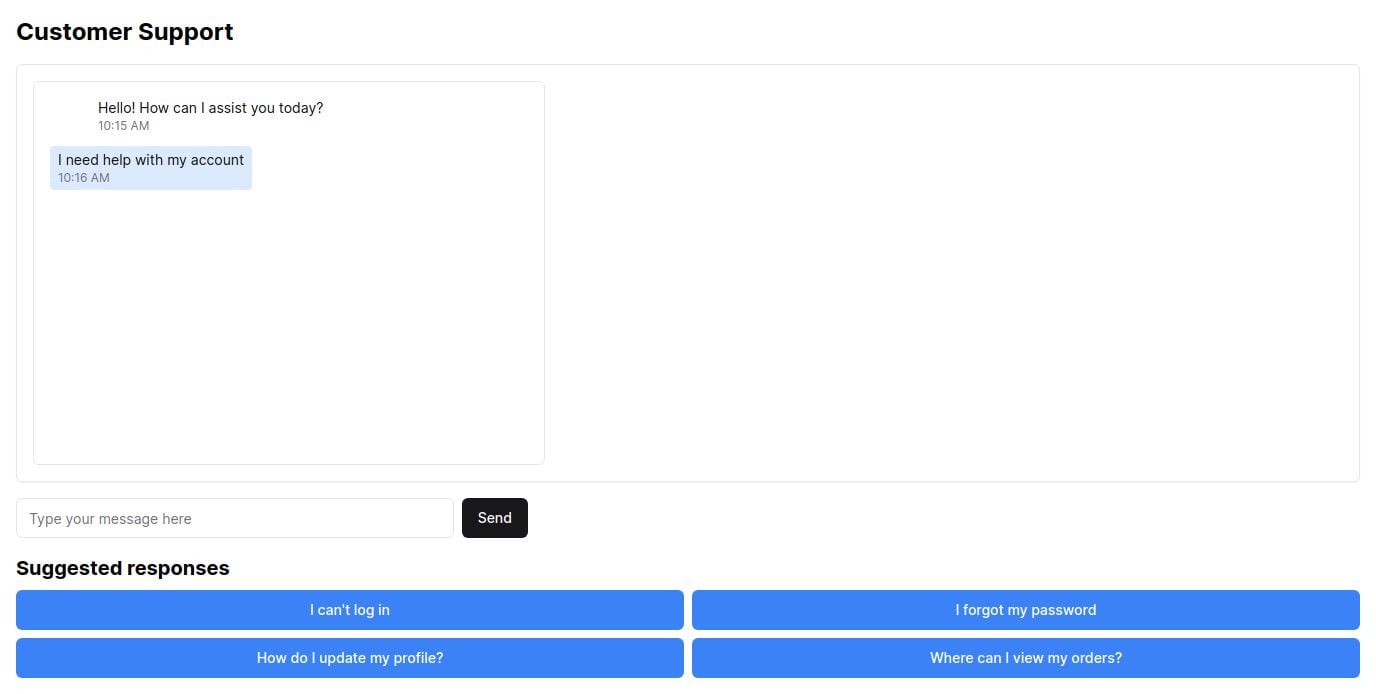 Customer Support
Hello! How can I assist you today?
10:15 AM
I need help with my account
10:16 AM
Type your message here
Send
Suggested responses
I can't log in
I forgot my password
How do I update my profile?
Where can I view my orders?